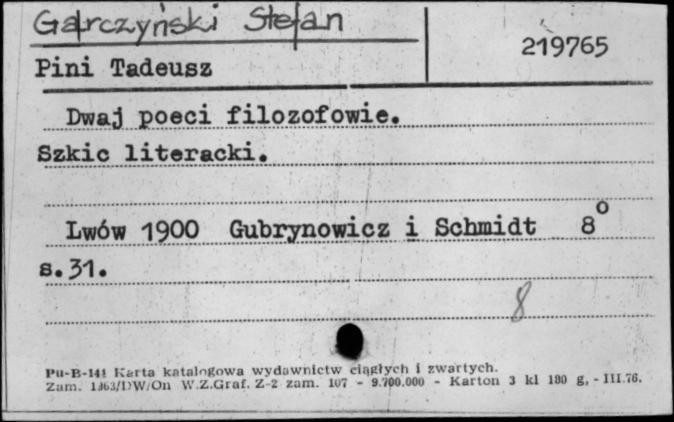 Garczyński Stefan
219765
Pini Tadeusz
Dwaj poeci filozofowie.
Szkic literacki.
Lwów 1900 Gubrynowicz i Schmidt 8°
s.31.
8
Pu-B-141 Karta katalogowa wydawnictw ciągłych i zwartych.
Zam. 1363/DW/On W.Z.Graf. Z-2 zam. 107 - 9.700.000 - Karton 3 kl 180 g. - III.76.